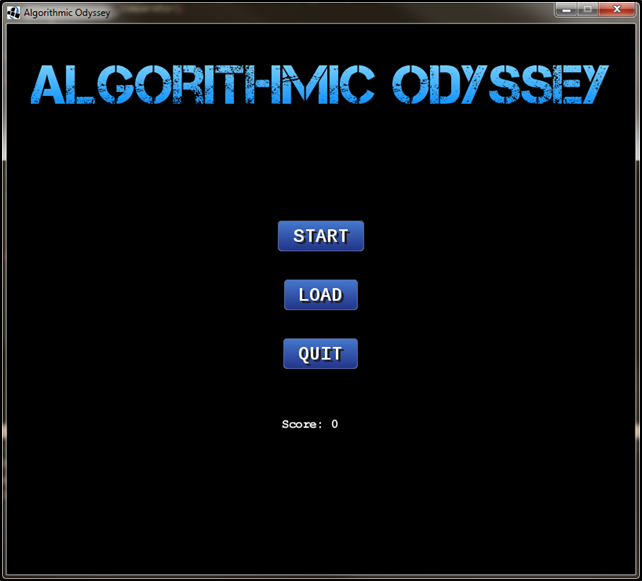 Algorithmic Odyssey
ALGORITHMIC ODYSSEY
START
LOAD
QUIT
Score: 0